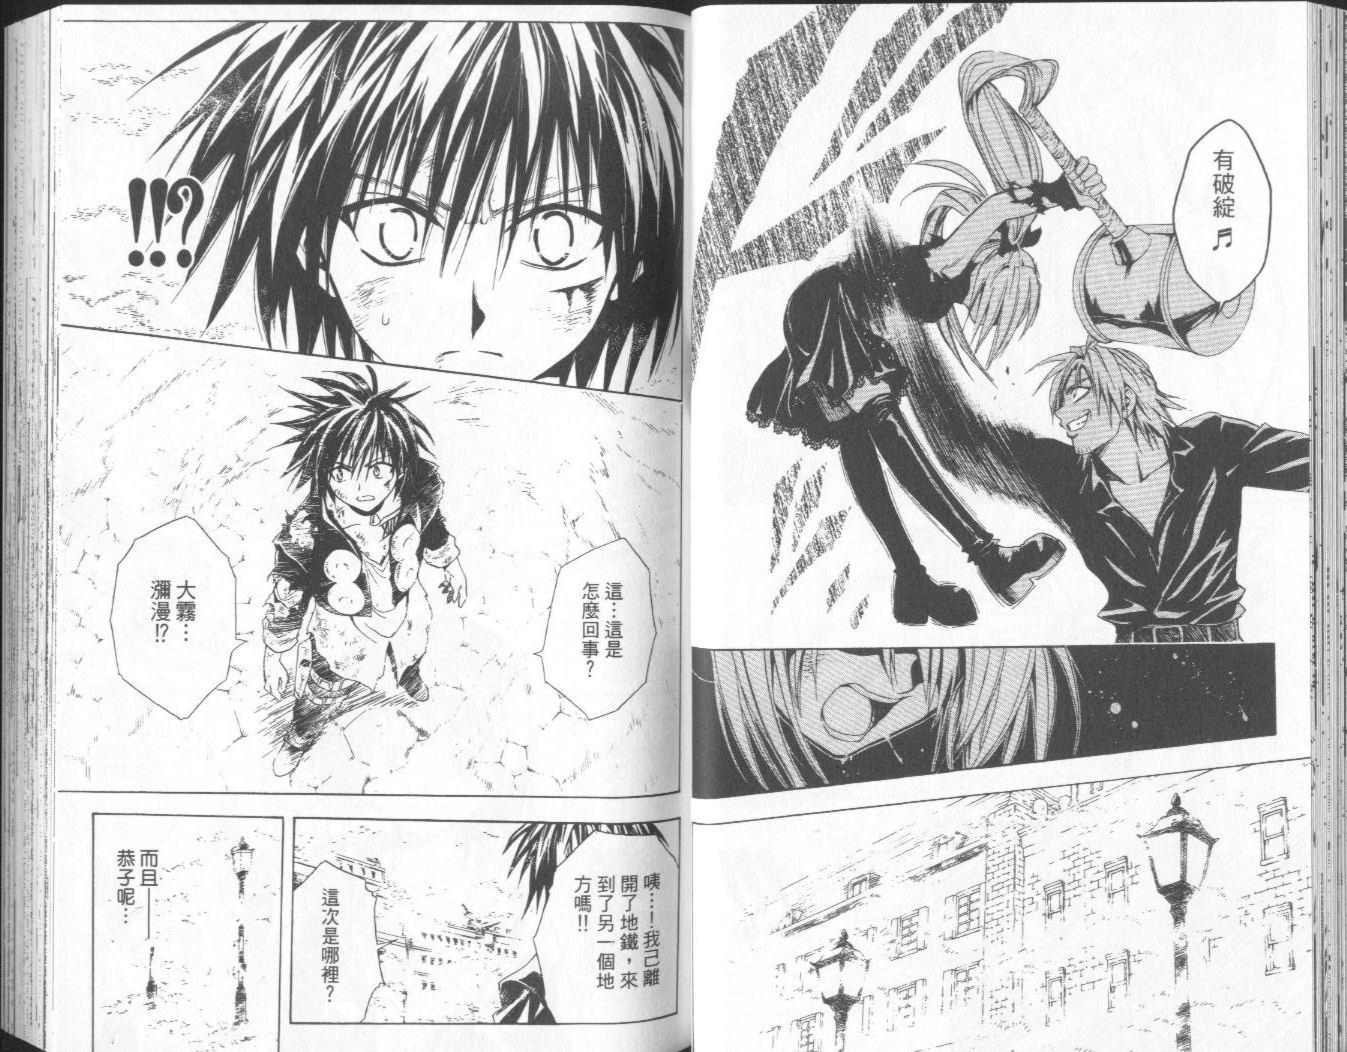 有破綻♬
!!?
這…這是
怎麼回事?
大霧…
瀰漫!?
咦…!我己離
開了地鐵，來
到了另一個地
方嗎!!
這次是哪裡?
而且——
恭子呢…